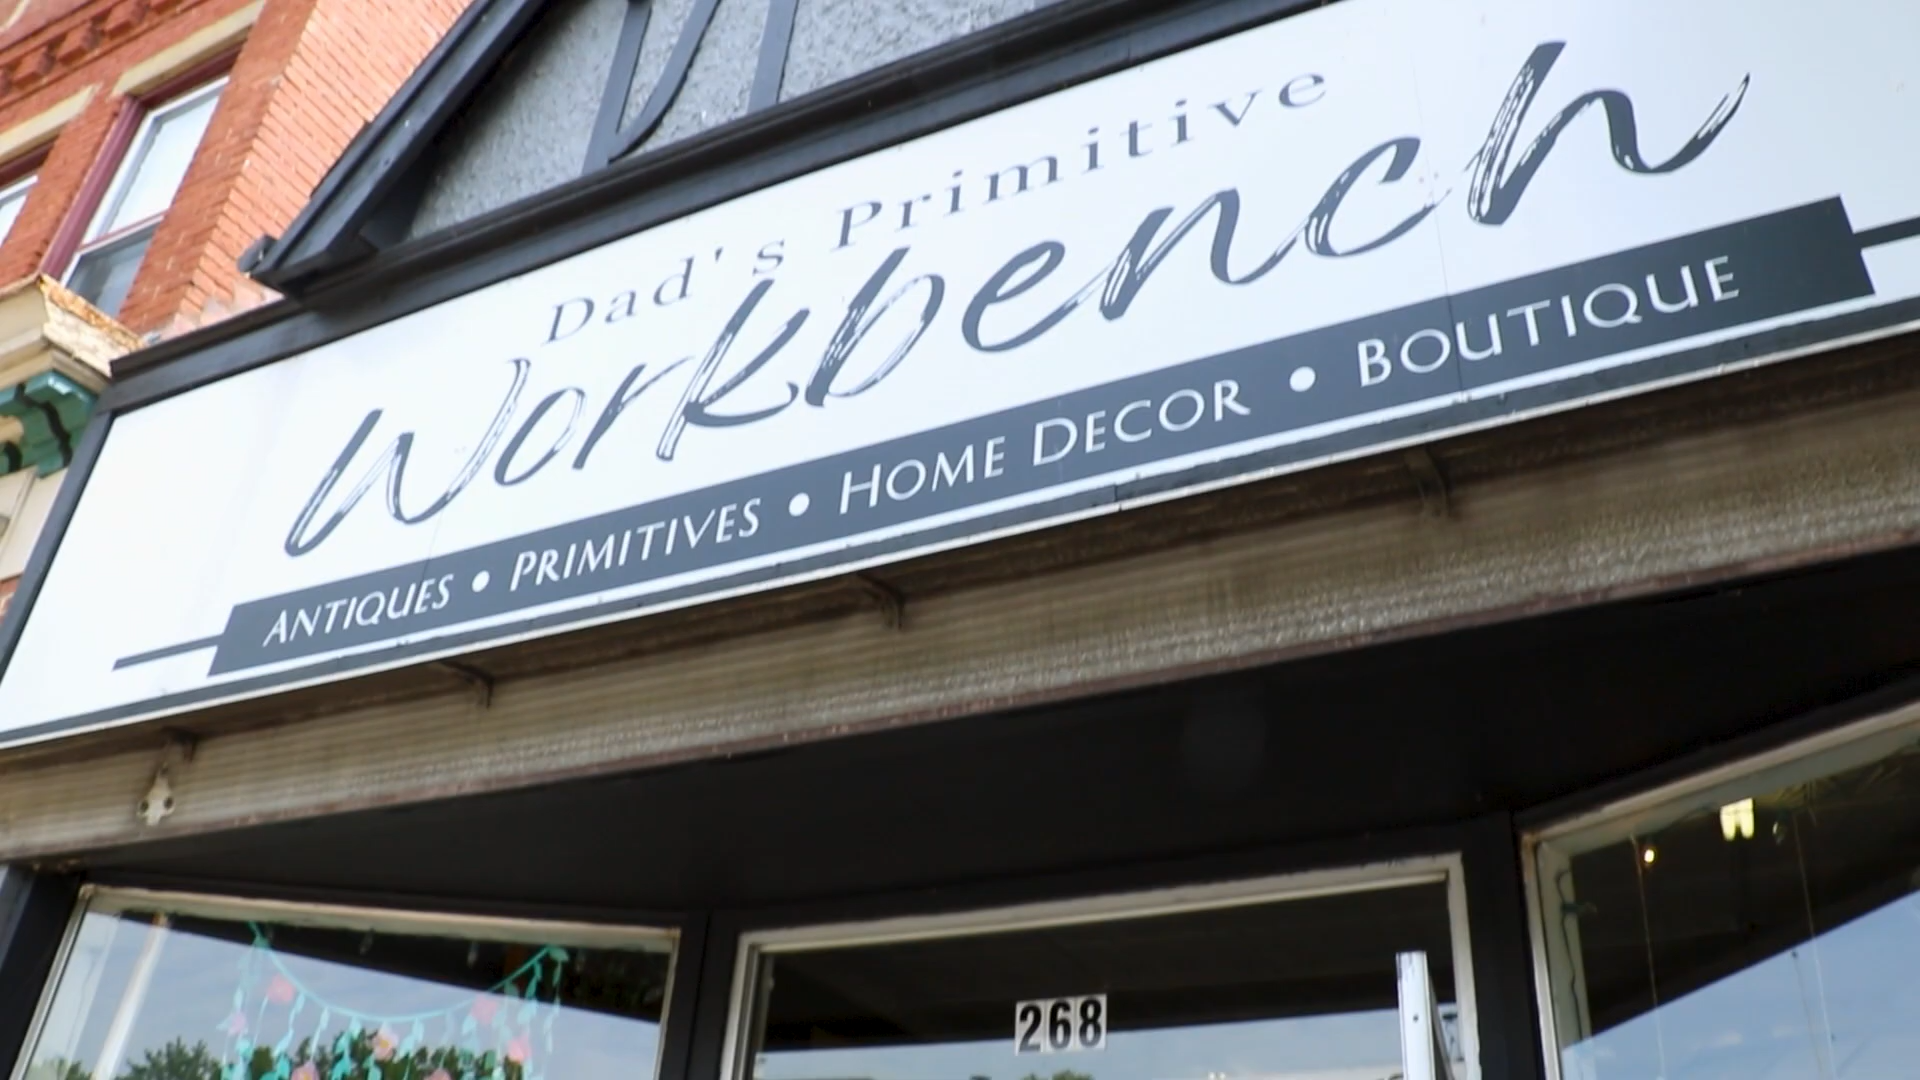 Dad's Primitive
Workbench
ANTIQUES • PRIMITIVES • HOME DECOR • BOUTIQUE
268